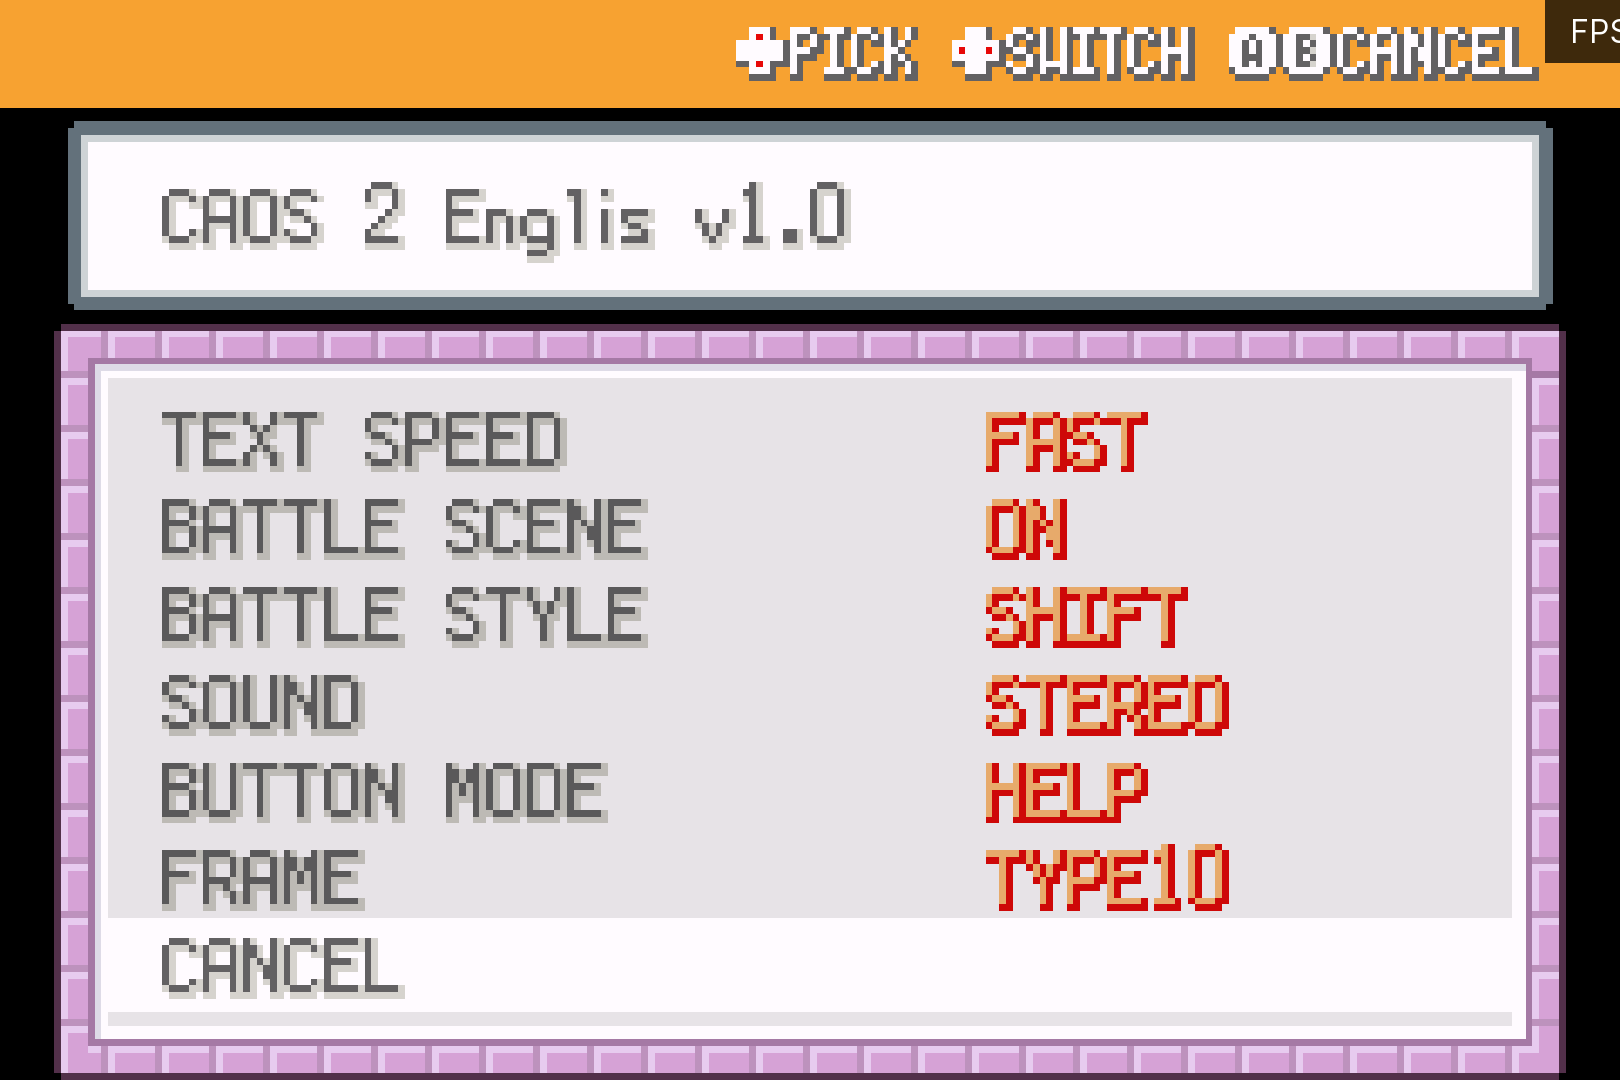 PICK SWITCH A B CANCEL
FPS
CAOS 2 Englis v1.0
TEXT SPEED FAST
BATTLE SCENE ON
BATTLE STYLE SHIFT
SOUND STEREO
BUTTON MODE HELP
FRAME TYPE10
CANCEL